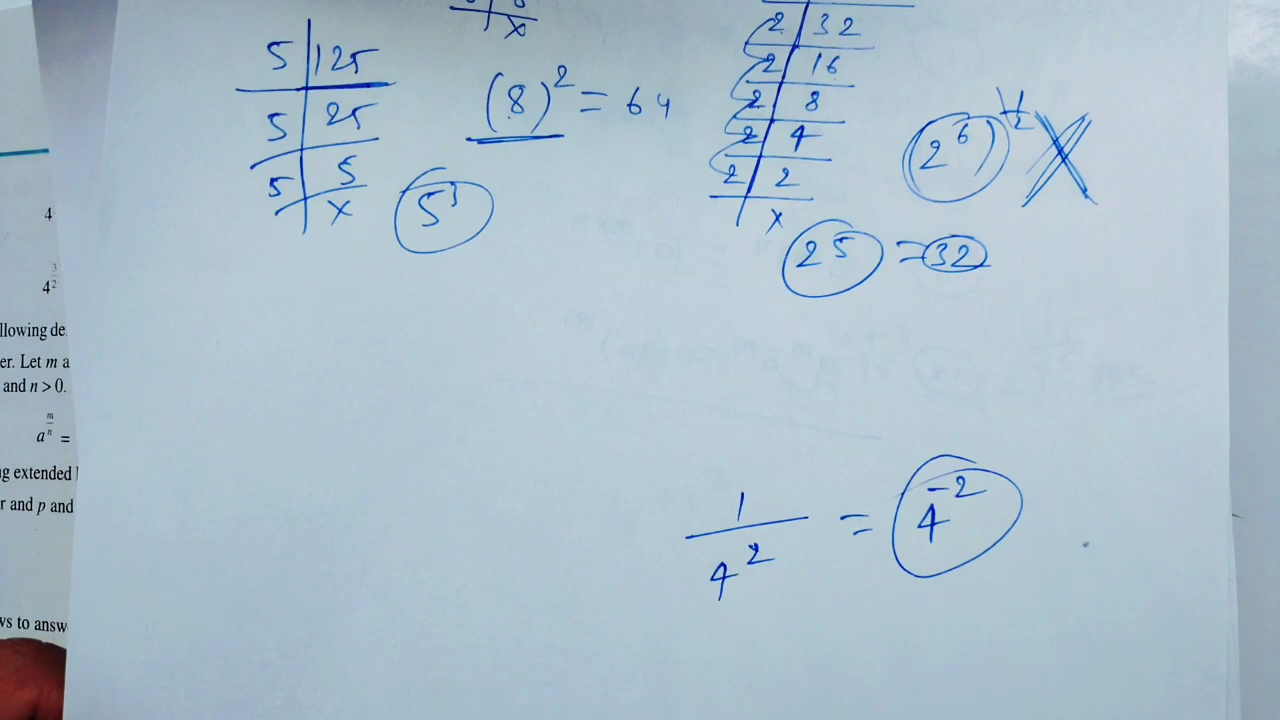 5 125
5 25
5 5
x
5³
(8)² = 64
x
2 32
2 16
2 8
2 4
2 2
x
2⁵ = 32
(2⁶)^1/2 X
1/4² = 4⁻²
4
4^3/2
llowing de
er. Let m a
and n > 0.
a^m/n =
g extended
r and p and
vs to answ